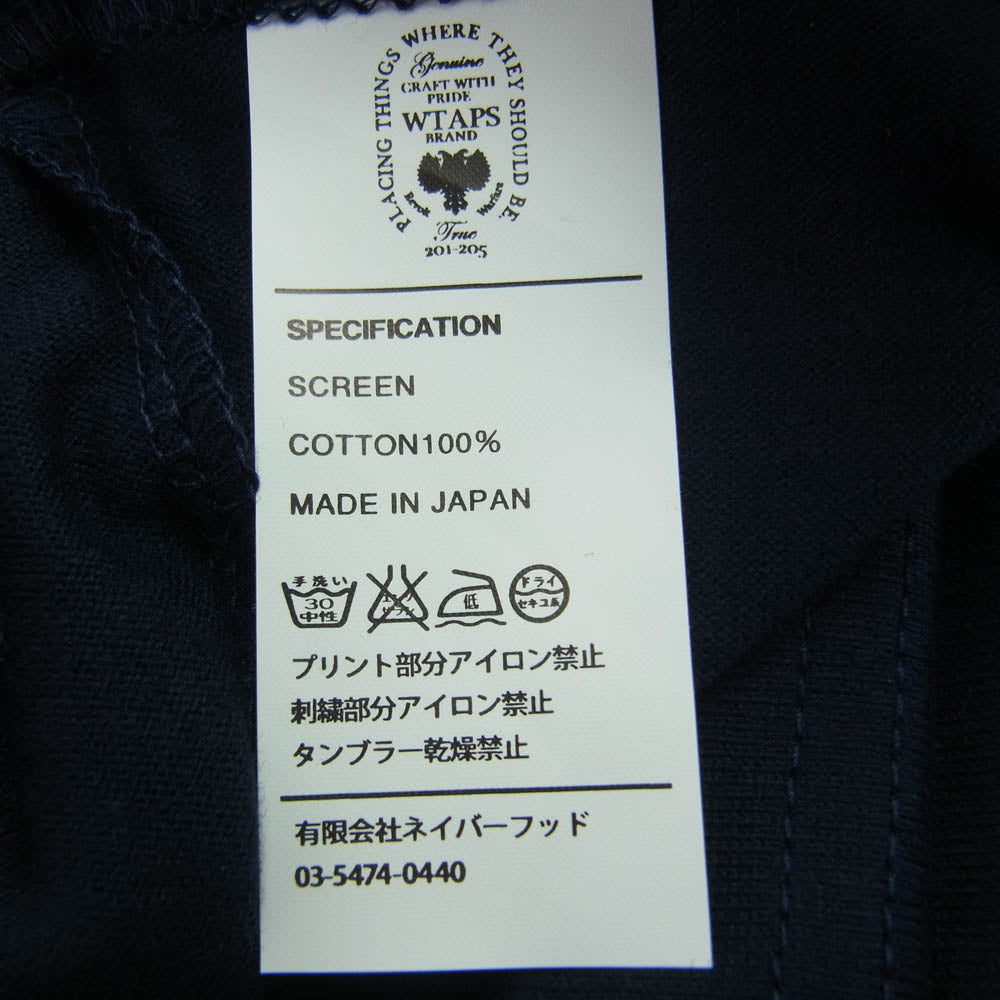 PLACING THINGS WHERE THEY SHOULD BE.
Genuine
CRAFT WITH
PRIDE
WTAPS
BRAND
Revok Warfare
True
201-205
SPECIFICATION
SCREEN
COTTON100%
MADE IN JAPAN
手洗い
30
中性
低
ドライ
セキユ系
プリント部分アイロン禁止
刺繍部分アイロン禁止
タンブラー乾燥禁止
有限会社ネイバーフッド
03-5474-0440